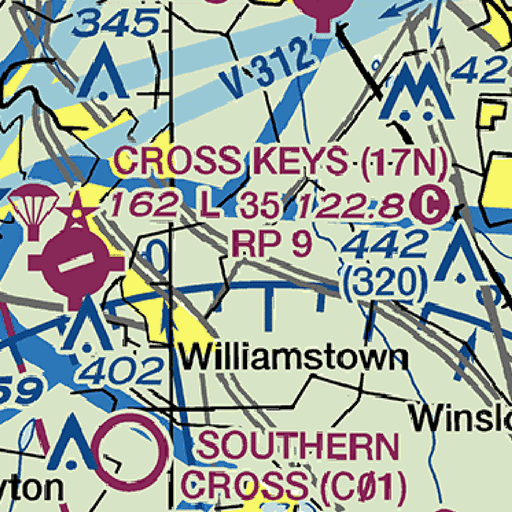 345
V 312
42
CROSS KEYS (17N)
162 L 35 122.8 C
RP 9
442
(320)
0
402
Williamstown
59
Winslo
SOUTHERN
CROSS (CØ1)
yton